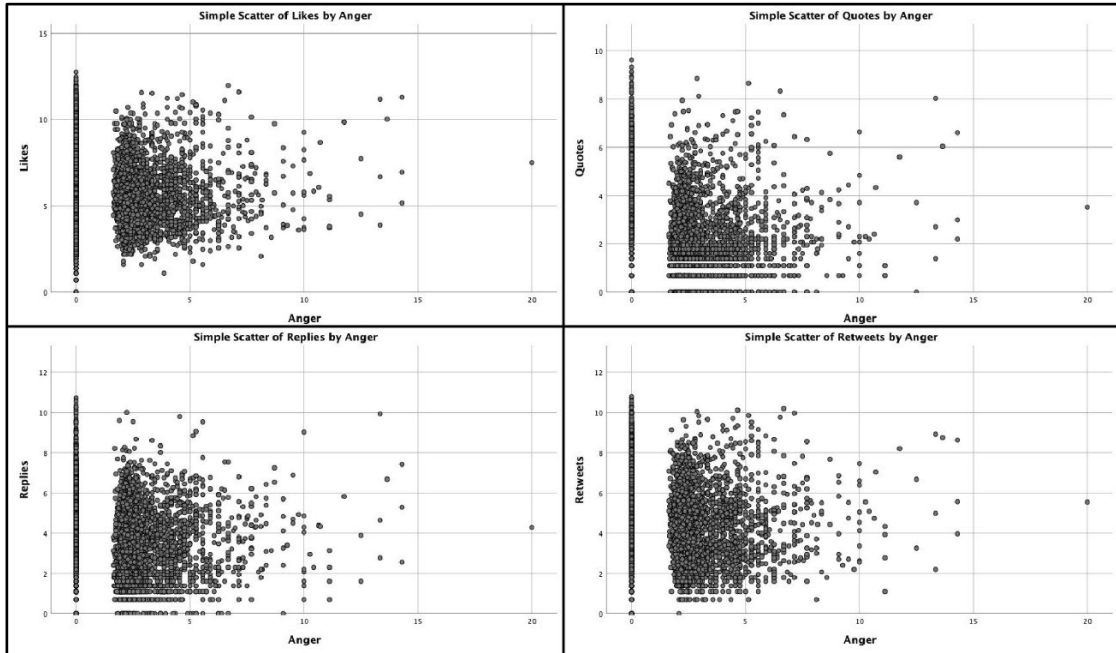 Simple Scatter of Likes by Anger
15
10
5
0
Likes
0 5 10 15 20
Anger
Simple Scatter of Quotes by Anger
10
8
6
4
2
0
Quotes
0 5 10 15 20
Anger
Simple Scatter of Replies by Anger
12
10
8
6
4
2
0
Replies
0 5 10 15 20
Anger
Simple Scatter of Retweets by Anger
12
10
8
6
4
2
0
Retweets
0 5 10 15 20
Anger